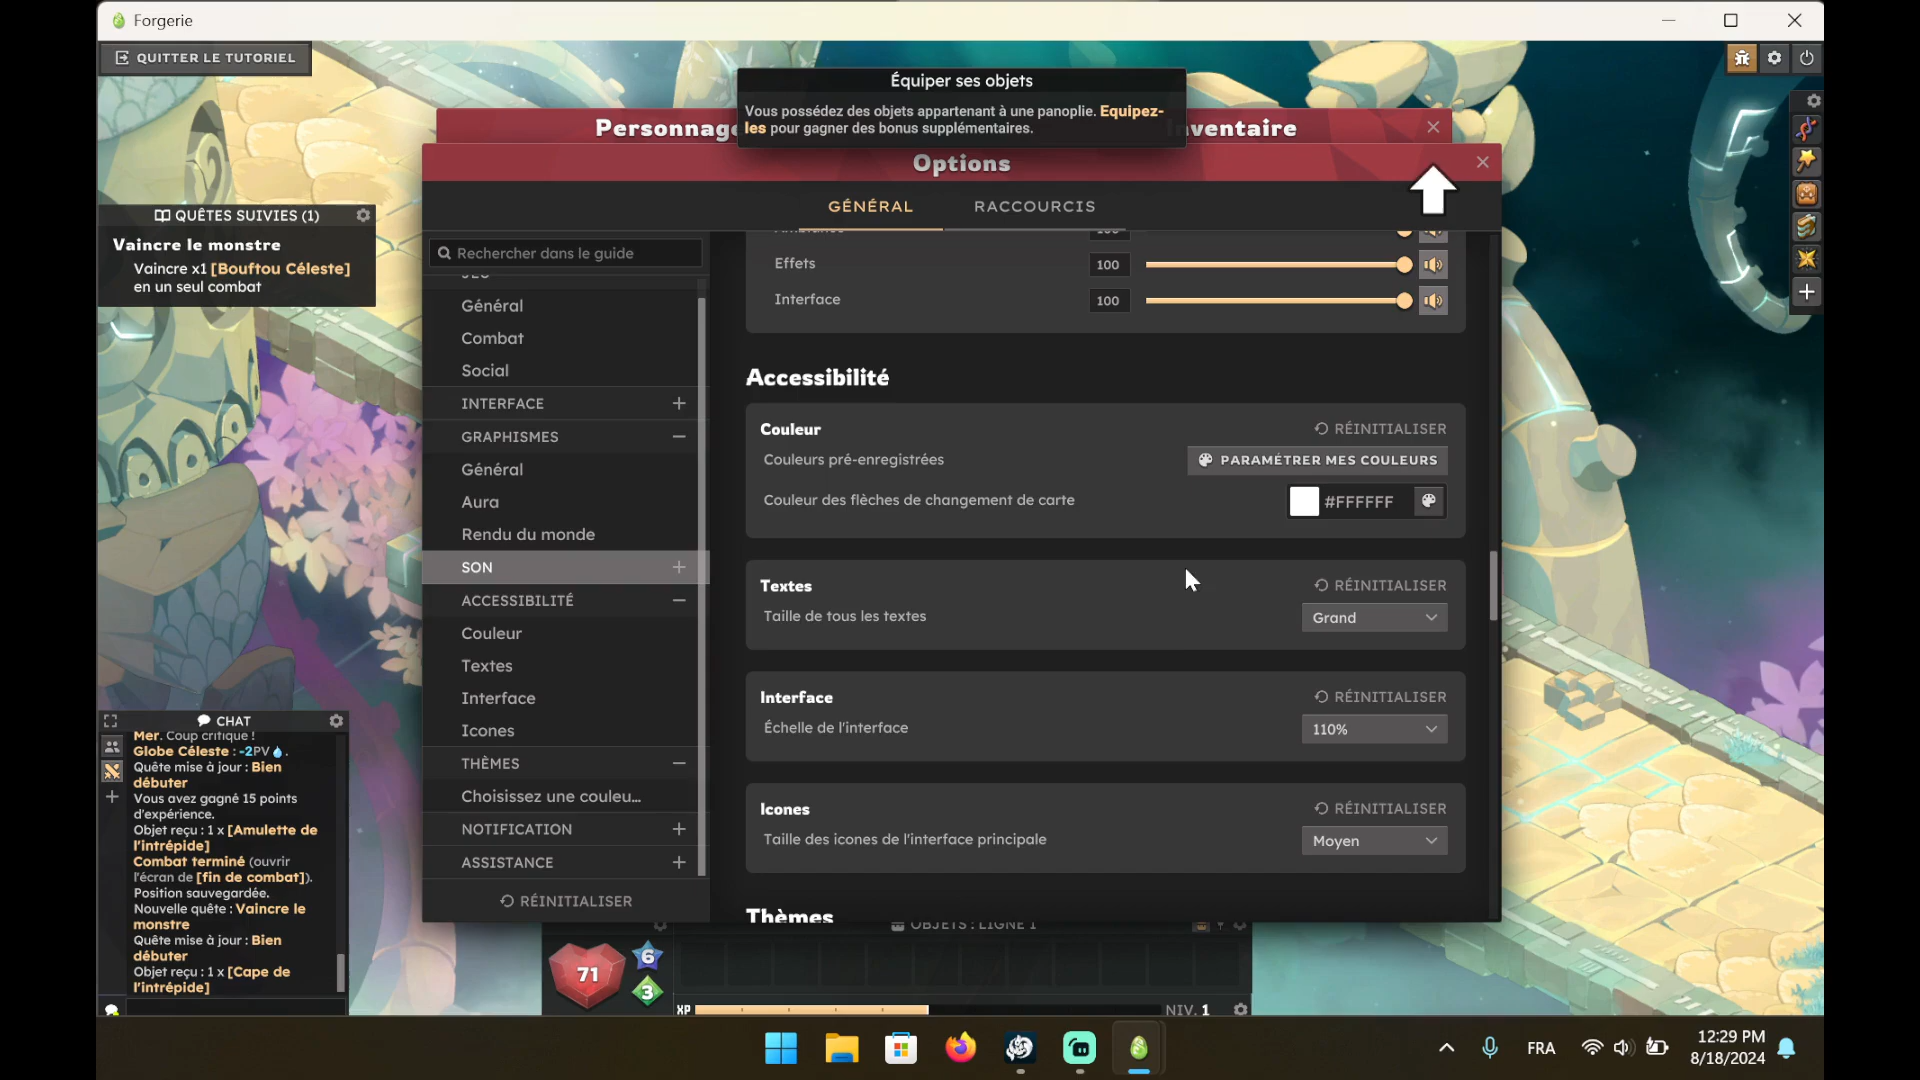 Forgerie
QUITTER LE TUTORIEL
Équiper ses objets
Vous possédez des objets appartenant à une panoplie. Equipez-
les pour gagner des bonus supplémentaires.
Personnage
nventaire
Options
GÉNÉRAL
RACCOURCIS
QUÊTES SUIVIES (1)
Vaincre le monstre
Vaincre x1 [Bouftou Céleste]
en un seul combat
Rechercher dans le guide
Général
Combat
Social
INTERFACE
GRAPHISMES
Général
Aura
Rendu du monde
SON
ACCESSIBILITÉ
Couleur
Textes
Interface
Icones
THÈMES
Choisissez une couleu...
NOTIFICATION
ASSISTANCE
RÉINITIALISER
Effets 100
Interface 100
Accessibilité
Couleur RÉINITIALISER
Couleurs pré-enregistrées PARAMÉTRER MES COULEURS
Couleur des flèches de changement de carte #FFFFFF
Textes RÉINITIALISER
Taille de tous les textes Grand
Interface RÉINITIALISER
Échelle de l'interface 110%
Icones RÉINITIALISER
Taille des icones de l'interface principale Moyen
Thèmes
CHAT
Mer. Coup critique !
Globe Céleste : -2PV.
Quête mise à jour : Bien
débuter
Vous avez gagné 15 points
d'expérience.
Objet reçu : 1 x [Amulette de
l'intrépide]
Combat terminé (ouvrir
l'écran de [fin de combat]).
Position sauvegardée.
Nouvelle quête : Vaincre le
monstre
Quête mise à jour : Bien
débuter
Objet reçu : 1 x [Cape de
l'intrépide]
OBJETS : LIGNE 1
71
6
3
XP
NIV. 1
FRA
12:29 PM
8/18/2024